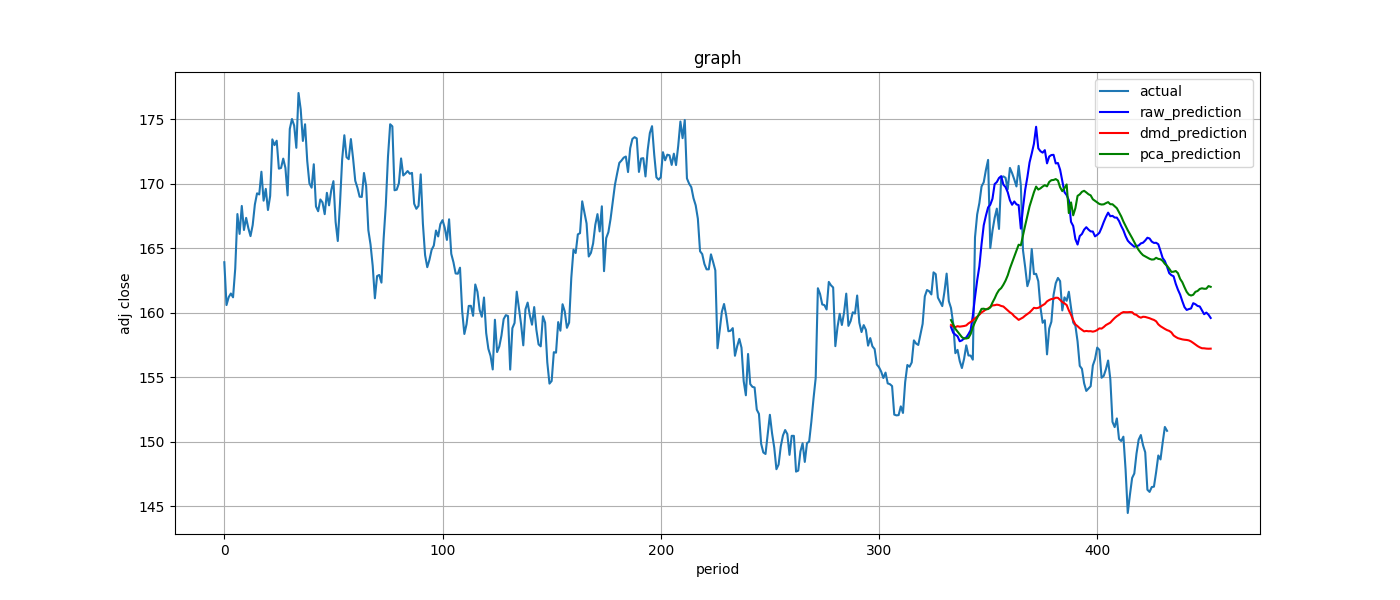 graph
adj close
175
170
165
160
155
150
145
0
100
200
300
400
period
actual
raw_prediction
dmd_prediction
pca_prediction